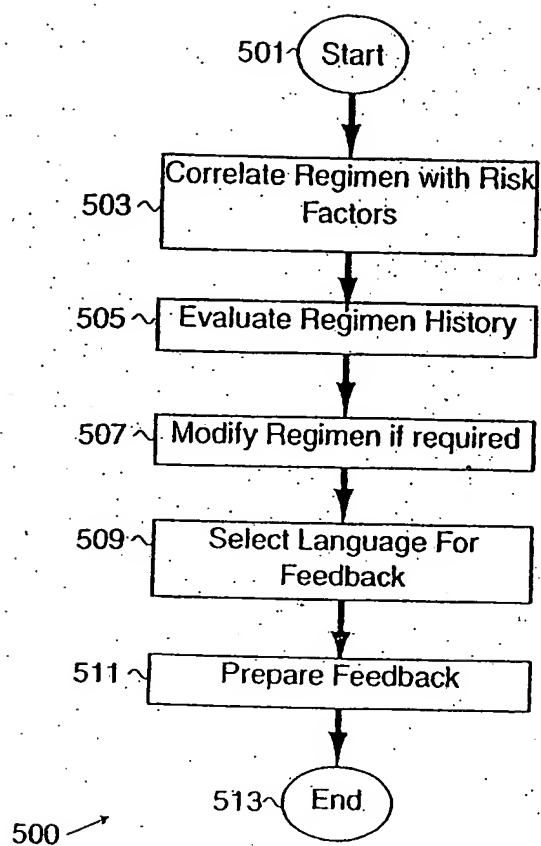 501 Start
Correlate Regimen with Risk
503 Factors
505 Evaluate Regimen History
507 Modify Regimen if required
509 Select Language For
Feedback
511 Prepare Feedback
513 End
500